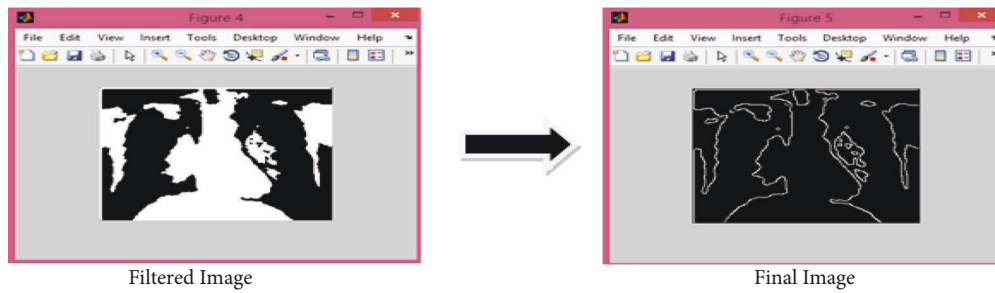 Figure 4
File Edit View Insert Tools Desktop Window Help
Filtered Image
Figure 5
File Edit View Insert Tools Desktop Window Help
Final Image